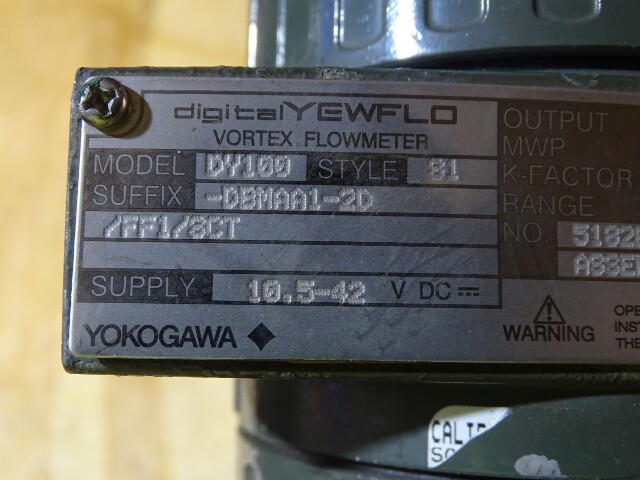 digitalYEWFLO
VORTEX FLOWMETER
MODEL DY100 STYLE S1
SUFFIX -DBMAA1-2D
/FF1/SCT
SUPPLY 10.5-42 V DC ⎓
YOKOGAWA
OUTPUT
MWP
K-FACTOR
RANGE
NO.
WARNING